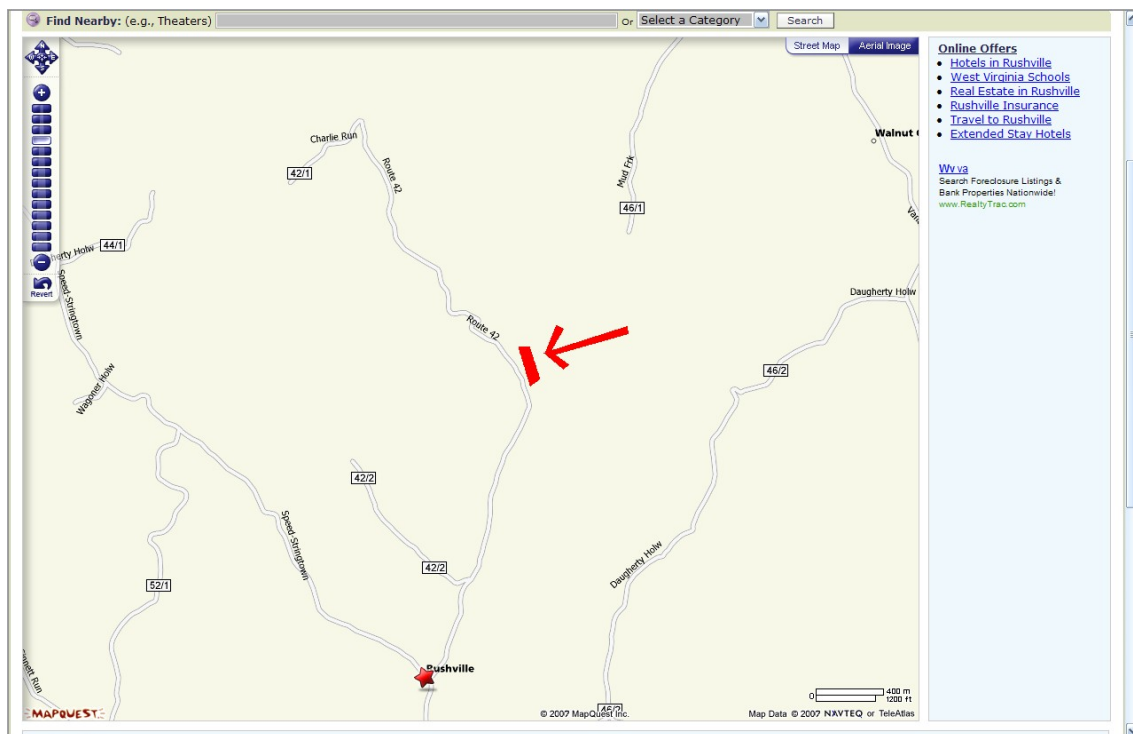 Find Nearby: (e.g., Theaters)
Or
Select a Category
Search
Street Map
Aerial Image
Online Offers
Hotels in Rushville
West Virginia Schools
Real Estate in Rushville
Rushville Insurance
Travel to Rushville
Extended Stay Hotels
Wv va
Search Foreclosure Listings &
Bank Properties Nationwide!
www.RealtyTrac.com
Revert
Charlie Run
42/1
Route 42
Mud Frk
46/1
Walnut
44/1
Holw
Speed-Stringtown
Daugherty Holw
Route 42
46/2
Wagoner Holw
42/2
Speed-Stringtown
Daugherty Holw
42/2
52/1
Rushville
Run
46/2
400 m
0
1200 ft
MAPQUEST
© 2007 MapQuest Inc.
Map Data © 2007 NAVTEQ or TeleAtlas